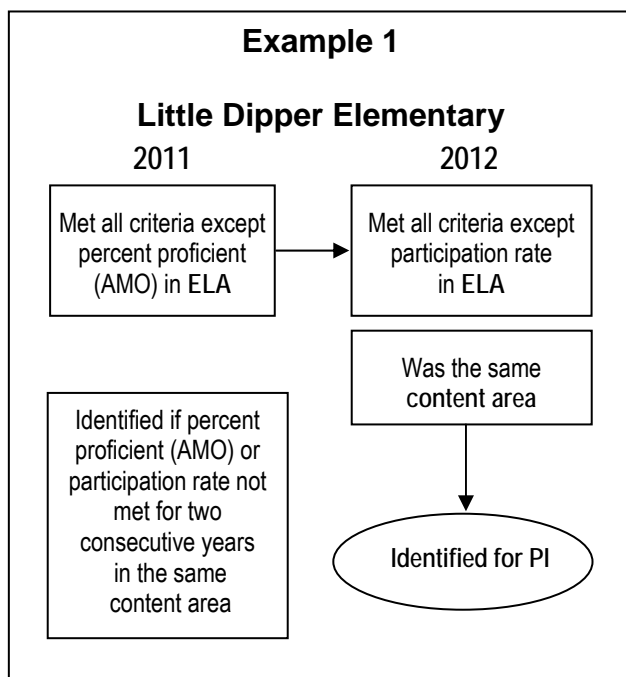 Example 1
Little Dipper Elementary
2011
2012
Met all criteria except
percent proficient
(AMO) in ELA
Met all criteria except
participation rate
in ELA
Was the same
content area
Identified if percent
proficient (AMO) or
participation rate not
met for two
consecutive years
in the same
content area
Identified for PI